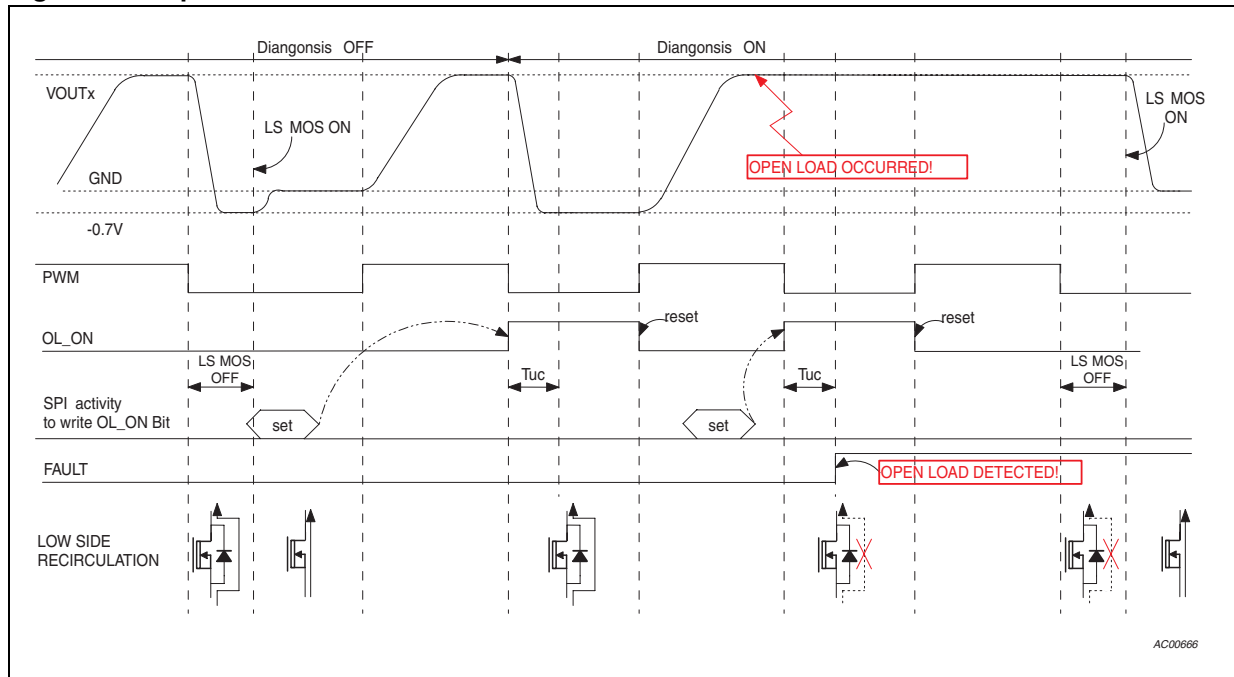 Diangonsis OFF
Diangonsis ON
VOUTx
LS MOS ON
LS MOS
ON
OPEN LOAD OCCURRED!
GND
-0.7V
PWM
OL_ON
reset
reset
LS MOS
OFF
Tuc
Tuc
LS MOS
OFF
SPI activity
to write OL_ON Bit
set
set
FAULT
OPEN LOAD DETECTED!
LOW SIDE
RECIRCULATION
AC00666